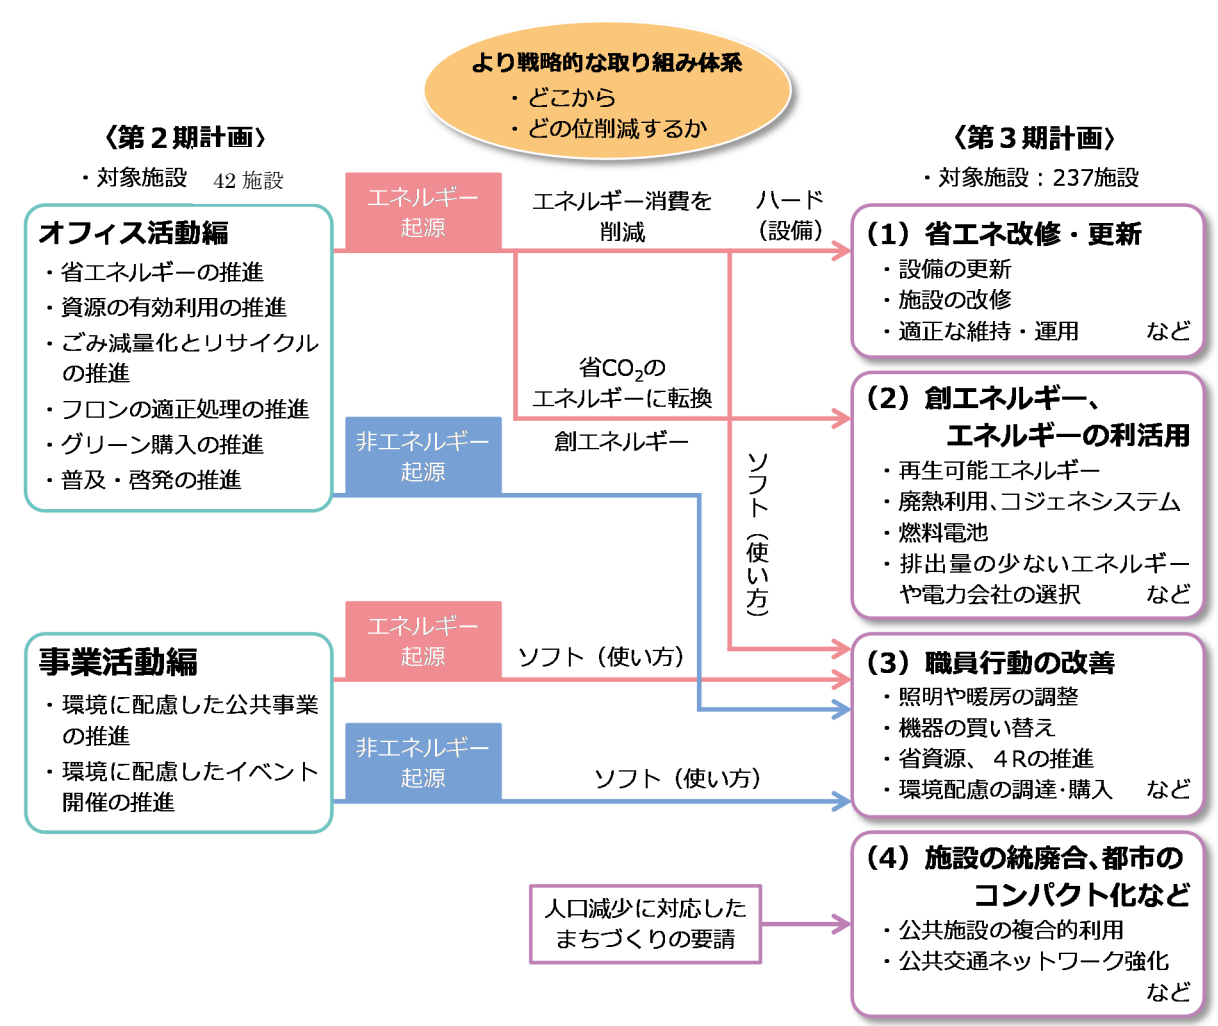 より戦略的な取り組み体系
・どこから
・どの位削減するか
〈第２期計画〉
・対象施設　42 施設
オフィス活動編
・省エネルギーの推進
・資源の有効利用の推進
・ごみ減量化とリサイクル
の推進
・フロンの適正処理の推進
・グリーン購入の推進
・普及・啓発の推進
事業活動編
・環境に配慮した公共事業
の推進
・環境に配慮したイベント
開催の推進
エネルギー
起源
非エネルギー
起源
エネルギー
起源
非エネルギー
起源
エネルギー消費を
削減
ハード
（設備）
省CO₂の
エネルギーに転換
創エネルギー
ソフト（使い方）
ソフト（使い方）
ソフト（使い方）
人口減少に対応した
まちづくりの要請
〈第３期計画〉
・対象施設：237施設
（1）省エネ改修・更新
・設備の更新
・施設の改修
・適正な維持・運用　など
（2）創エネルギー、
エネルギーの利活用
・再生可能エネルギー
・廃熱利用、コジェネシステム
・燃料電池
・排出量の少ないエネルギー
や電力会社の選択　など
（3）職員行動の改善
・照明や暖房の調整
・機器の買い替え
・省資源、４Rの推進
・環境配慮の調達･購入　など
（4）施設の統廃合、都市の
コンパクト化など
・公共施設の複合的利用
・公共交通ネットワーク強化
など